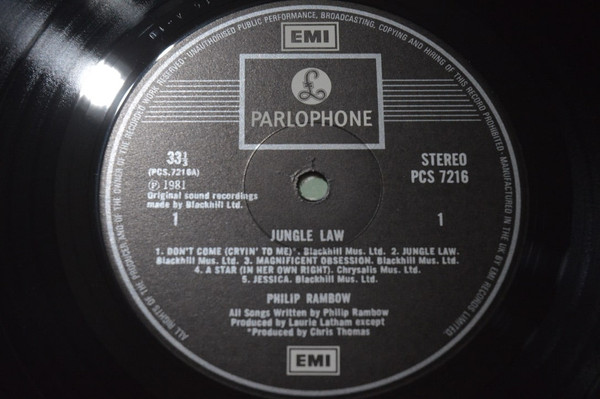 ALL RIGHTS OF THE PRODUCER AND OF THE OWNER OF THE RECORDED WORK RESERVED · UNAUTHORISED PUBLIC PERFORMANCE, BROADCASTING, COPYING AND HIRING OF THIS RECORD PROHIBITED · MANUFACTURED IN THE UK BY EMI RECORDS LIMITED.
EMI
£
PARLOPHONE
33⅓
(PCS.7216A)
℗ 1981
Original sound recordings
made by Blackhill Ltd.
1
STEREO
PCS 7216
1
JUNGLE LAW
1. DON'T COME (CRYIN' TO ME)*. Blackhill Mus. Ltd. 2. JUNGLE LAW.
Blackhill Mus. Ltd. 3. MAGNIFICENT OBSESSION. Blackhill Mus. Ltd.
4. A STAR (IN HER OWN RIGHT). Chrysalis Mus. Ltd.
5. JESSICA. Blackhill Mus. Ltd.
PHILIP RAMBOW
All Songs Written by Philip Rambow
Produced by Laurie Latham except
*Produced by Chris Thomas
EMI